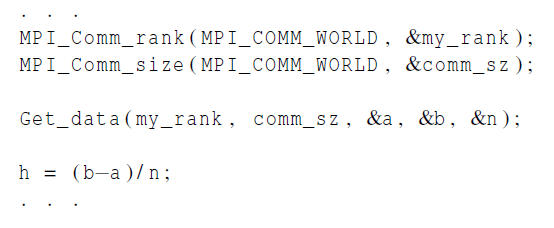 . . .
MPI_Comm_rank(MPI_COMM_WORLD, &my_rank);
MPI_Comm_size(MPI_COMM_WORLD, &comm_sz);
Get_data(my_rank, comm_sz, &a, &b, &n);
h = (b−a)/n;
. . .